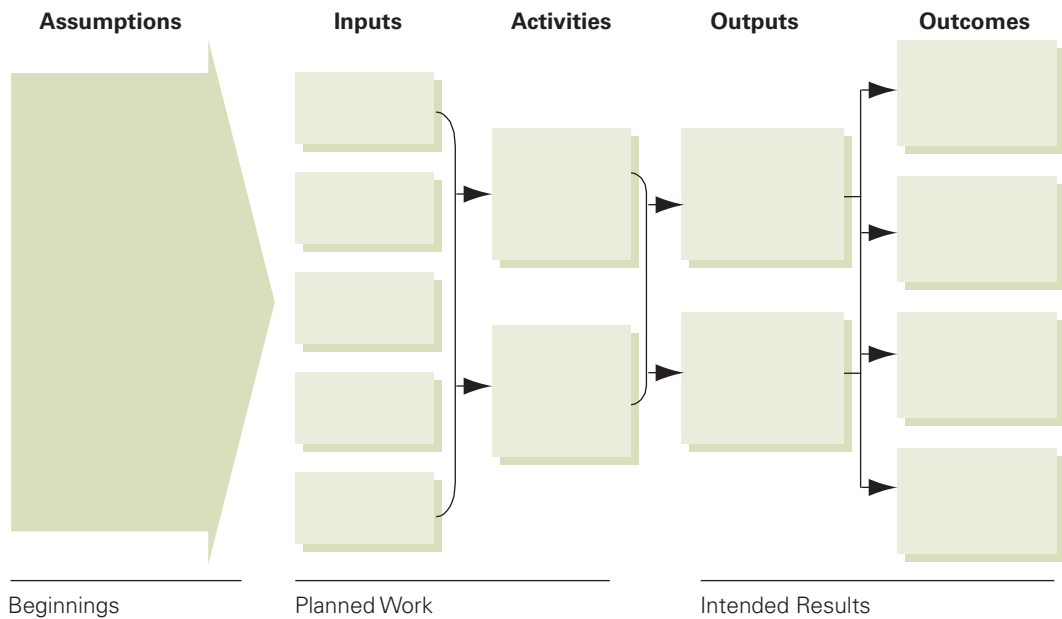 Assumptions Inputs Activities Outputs Outcomes
Beginnings Planned Work Intended Results